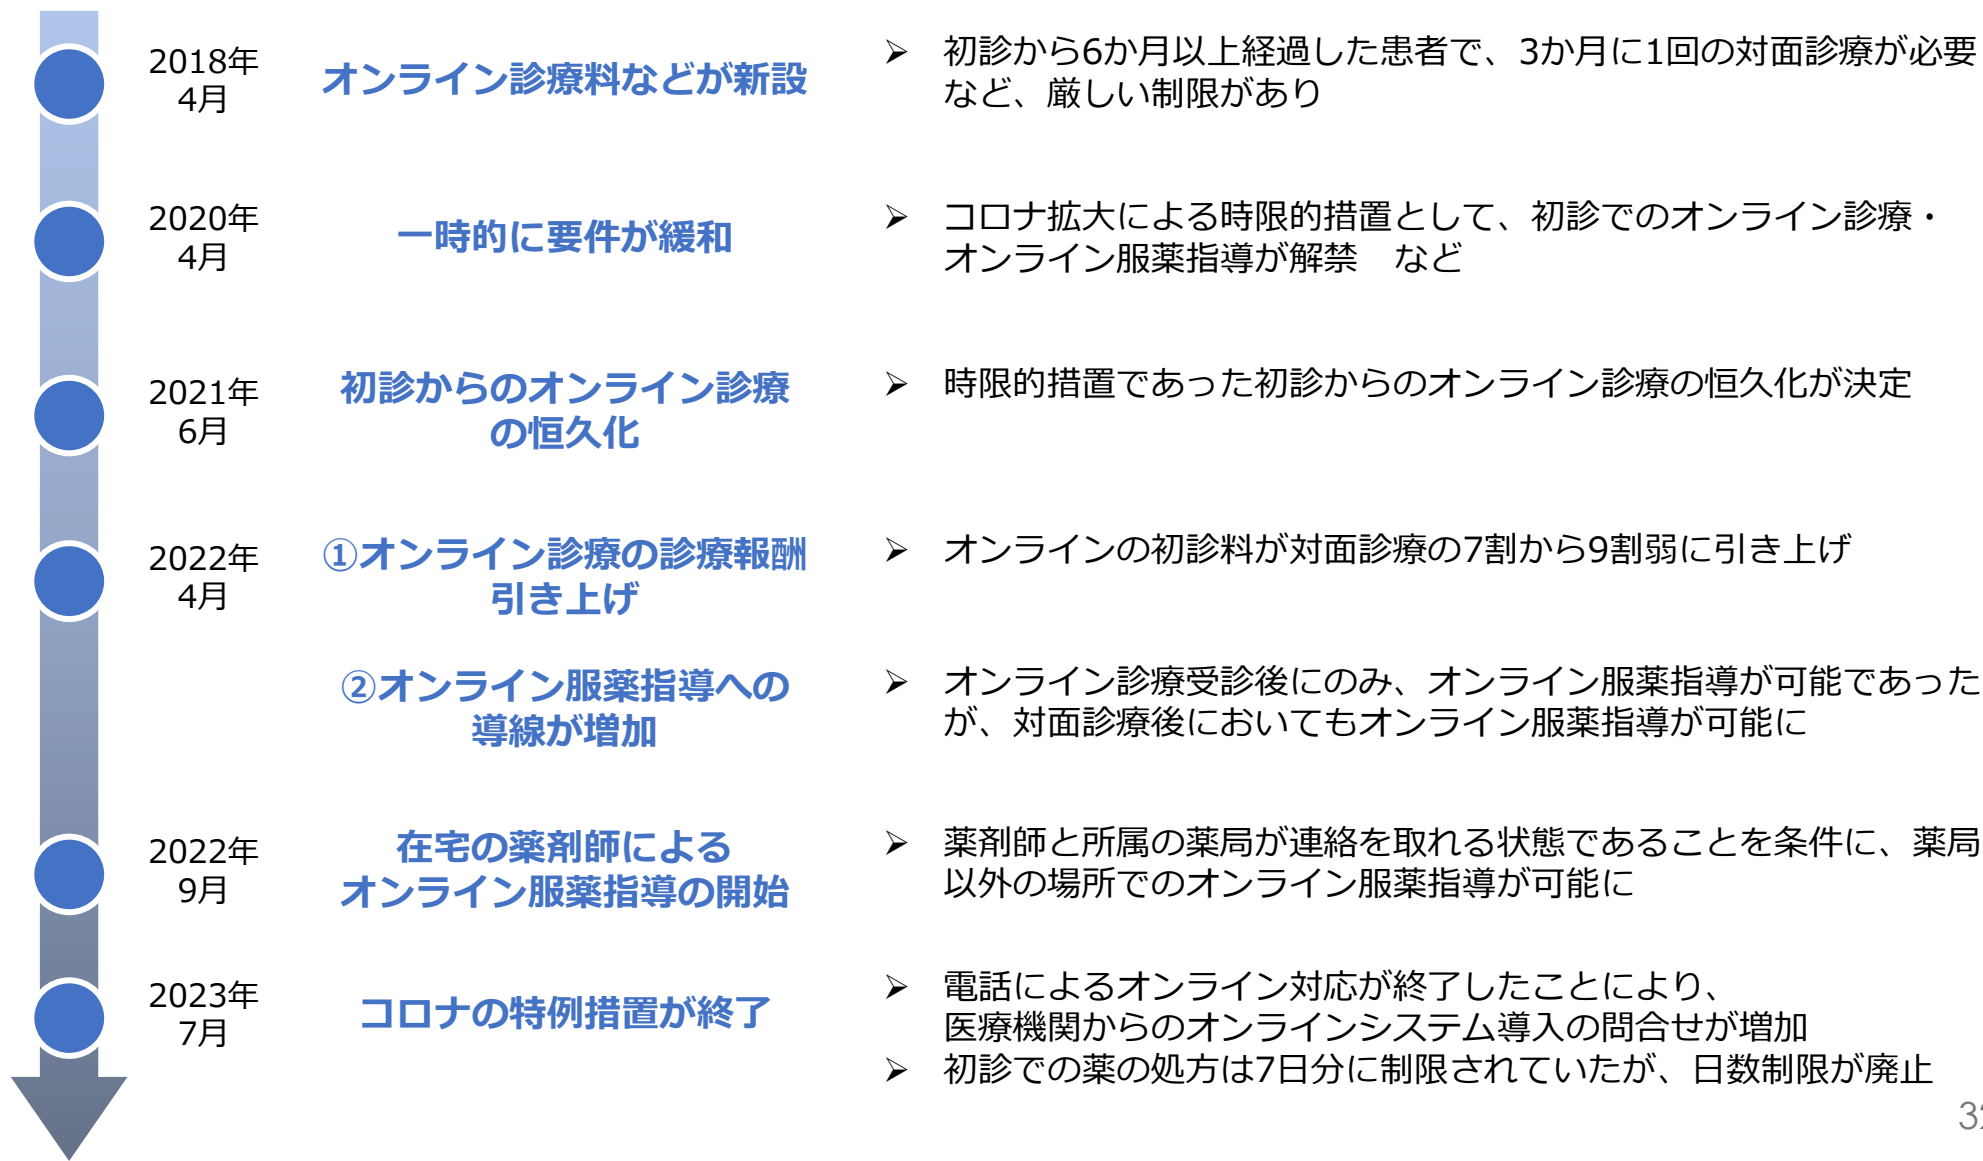 2018年
4月
オンライン診療料などが新設
➢ 初診から6か月以上経過した患者で、3か月に1回の対面診療が必要
など、厳しい制限があり
2020年
4月
一時的に要件が緩和
➢ コロナ拡大による時限的措置として、初診でのオンライン診療・
オンライン服薬指導が解禁　など
2021年
6月
初診からのオンライン診療
の恒久化
➢ 時限的措置であった初診からのオンライン診療の恒久化が決定
2022年
4月
①オンライン診療の診療報酬
引き上げ
➢ オンラインの初診料が対面診療の7割から9割弱に引き上げ
②オンライン服薬指導への
導線が増加
➢ オンライン診療受診後にのみ、オンライン服薬指導が可能であった
が、対面診療後においてもオンライン服薬指導が可能に
2022年
9月
在宅の薬剤師による
オンライン服薬指導の開始
➢ 薬剤師と所属の薬局が連絡を取れる状態であることを条件に、薬局
以外の場所でのオンライン服薬指導が可能に
2023年
7月
コロナの特例措置が終了
➢ 電話によるオンライン対応が終了したことにより、
医療機関からのオンラインシステム導入の問合せが増加
➢ 初診での薬の処方は7日分に制限されていたが、日数制限が廃止
32